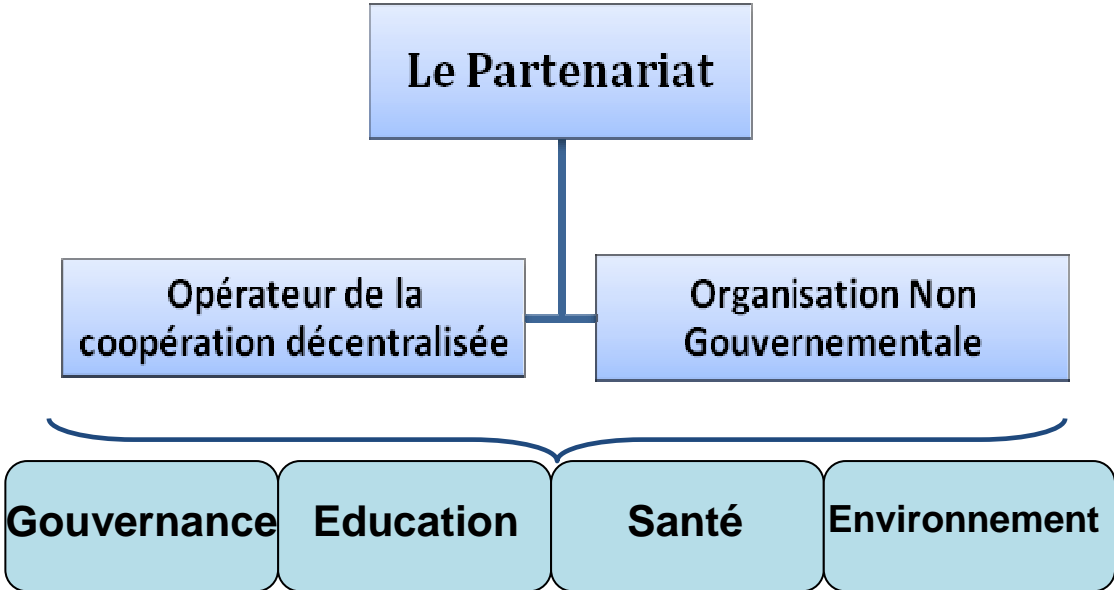 Le Partenariat
Opérateur de la
coopération décentralisée
Organisation Non
Gouvernementale
Gouvernance
Education
Santé
Environnement